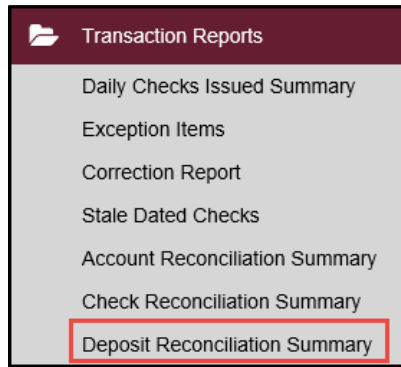 Transaction Reports
Daily Checks Issued Summary
Exception Items
Correction Report
Stale Dated Checks
Account Reconciliation Summary
Check Reconciliation Summary
Deposit Reconciliation Summary